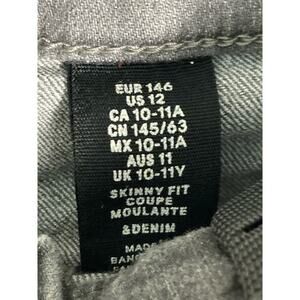 EUR 146
US 12
CA 10-11A
CN 145/63
MX 10-11A
AUS 11
UK 10-11Y
SKINNY FIT
COUPE
MOULANTE
&DENIM
MADE